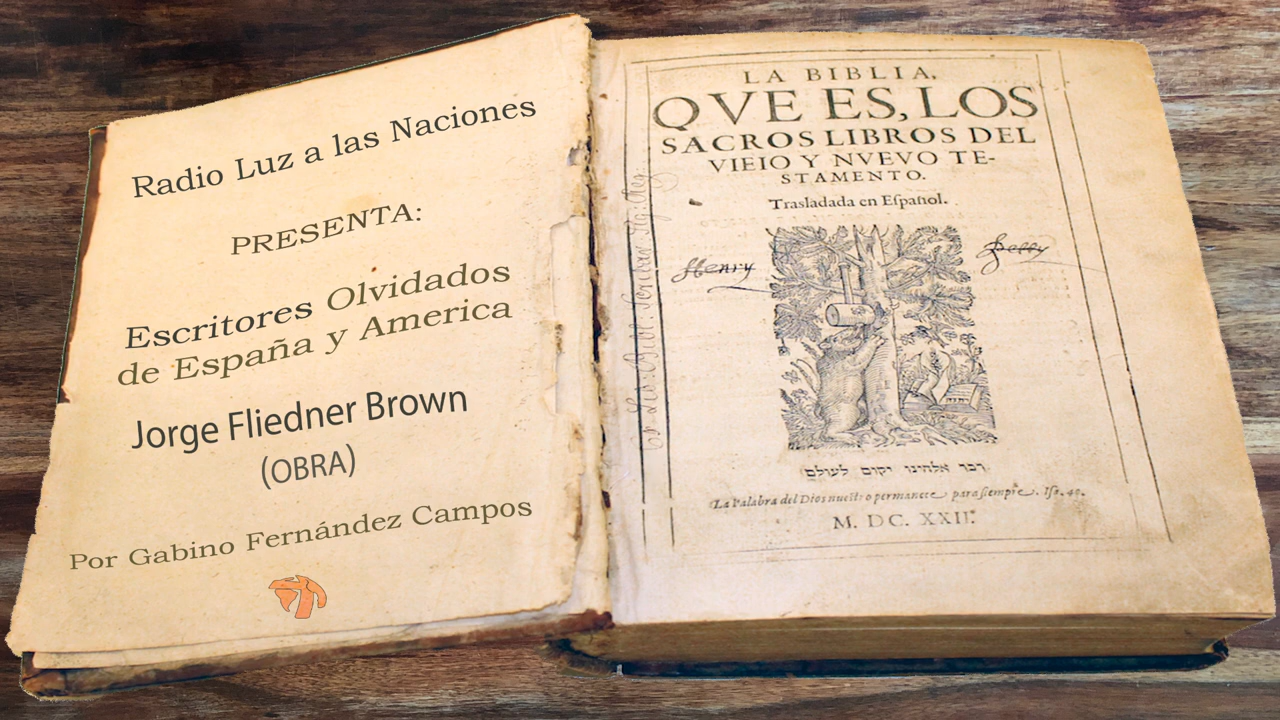 Radio Luz a las Naciones
PRESENTA:
Escritores Olvidados
de España y America
Jorge Fliedner Brown
(OBRA)
Por Gabino Fernández Campos
LA BIBLIA,
QVE ES, LOS
SACROS LIBROS DEL
VIEIO Y NVEVO TE-
STAMENTO.
Trasladada en Español.
Henry
ודבר אלהינו יקום לעולם
La Palabra del Dios nuestro permanece para siempre. Isa. 40.
M. DC. XXII.